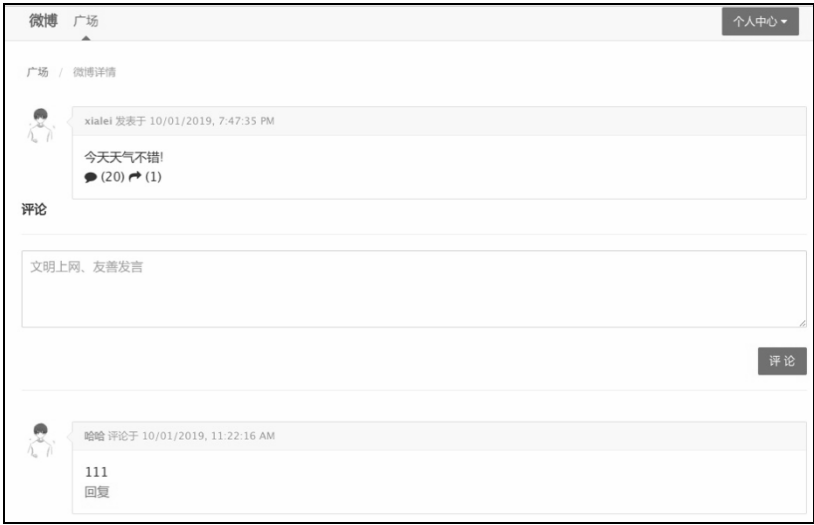 微博 广场 个人中心
广场 / 微博详情
xialei 发表于 10/01/2019, 7:47:35 PM
今天天气不错!
(20) (1)
评论
文明上网、友善发言
评 论
哈哈 评论于 10/01/2019, 11:22:16 AM
111
回复